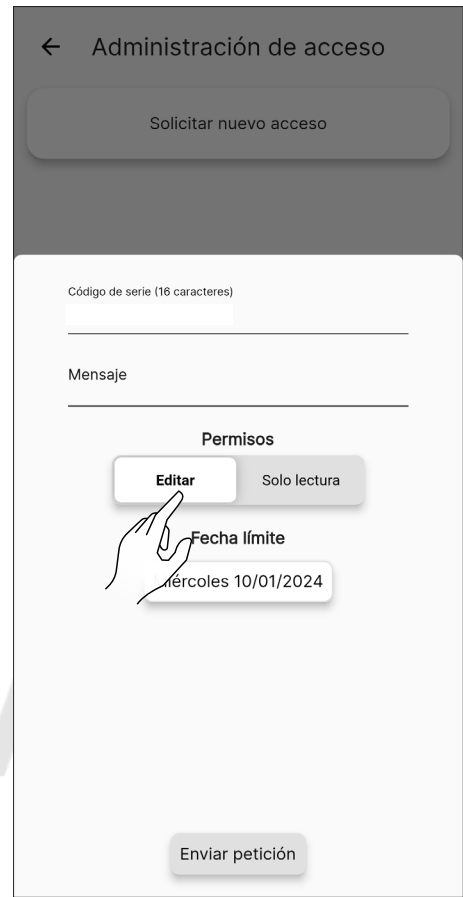 Administración de acceso
Solicitar nuevo acceso
Código de serie (16 caracteres)
Mensaje
Permisos
Editar Solo lectura
Fecha límite
10/01/2024
Enviar petición